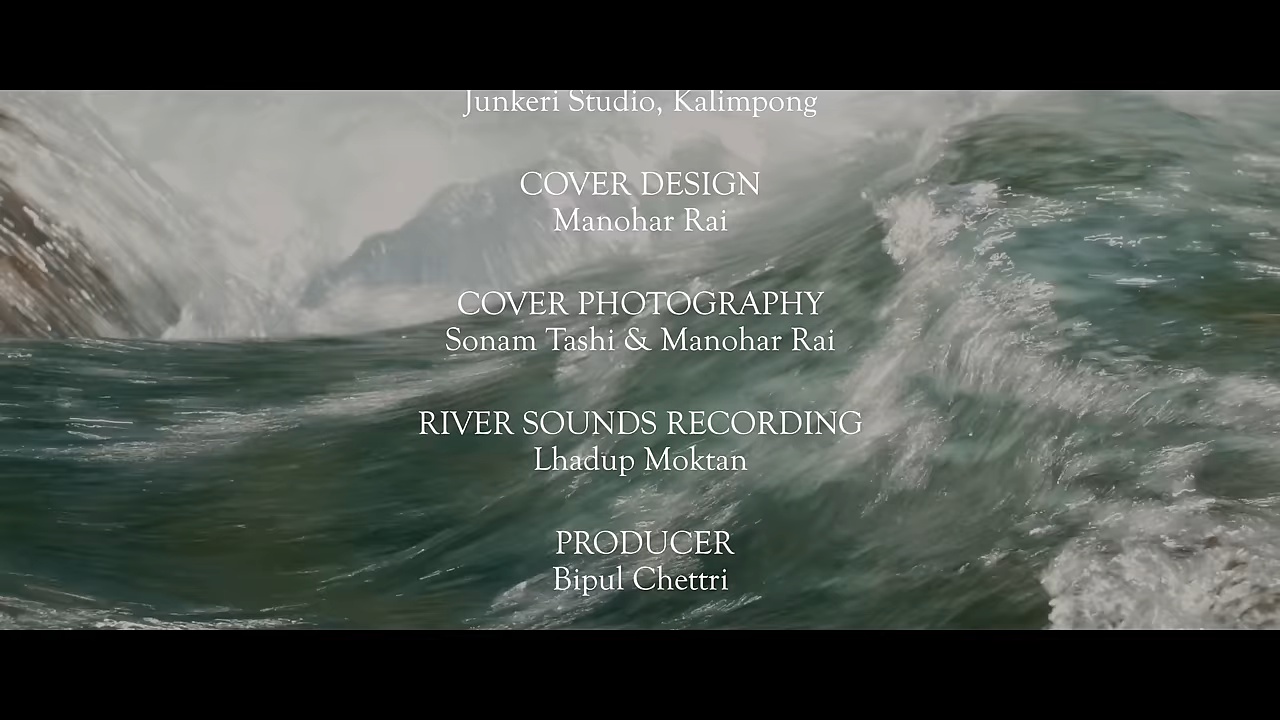 Junkeri Studio, Kalimpong
COVER DESIGN
Manohar Rai
COVER PHOTOGRAPHY
Sonam Tashi & Manohar Rai
RIVER SOUNDS RECORDING
Lhadup Moktan
PRODUCER
Bipul Chettri